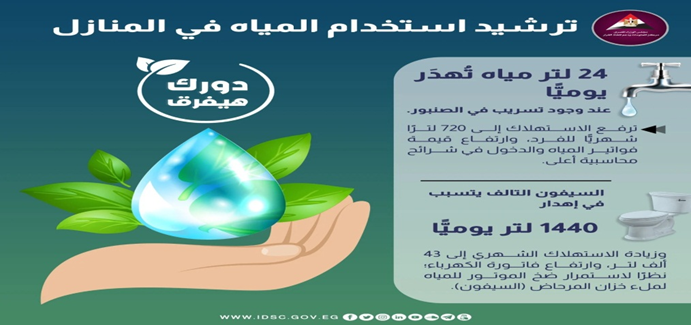 ترشيد استخدام المياه في المنازل
دورك
هيفرق
24 لتر مياه تُهدَر
يوميًّا
عند وجود تسريب في الصنبور.
ترفع الاستهلاك إلى 720 لترًا
شهريًّا للفرد، وارتفاع قيمة
فواتير المياه والدخول في شرائح
محاسبية أعلى.
السيفون التالف يتسبب
في إهدار
1440 لتر يوميًّا
وزيادة الاستهلاك الشهري إلى 43
ألف لتر، وارتفاع فاتورة الكهرباء؛
نظرًا لاستمرار ضخ الموتور للمياه
لملء خزان المرحاض (السيفون).
WWW.IDSC.GOV.EG